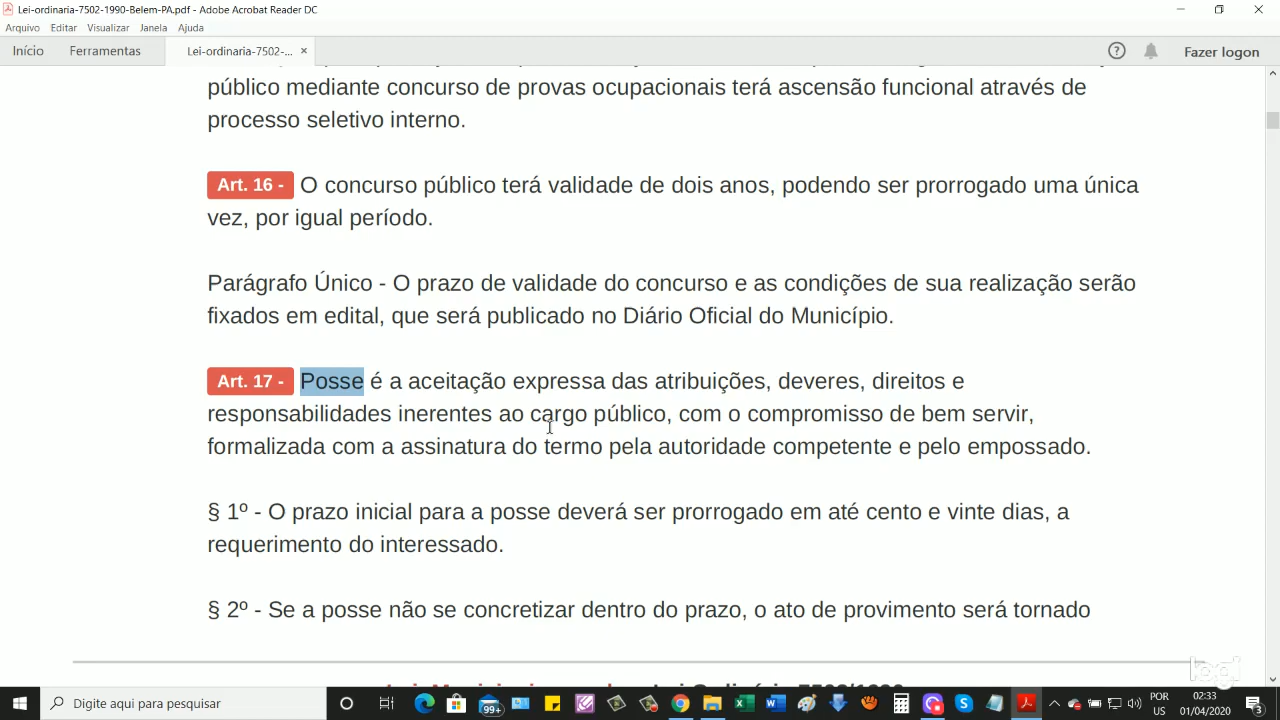 Lei-ordinaria-7502-1990-Belem-PA.pdf - Adobe Acrobat Reader DC
Arquivo Editar Visualizar Janela Ajuda
Início Ferramentas Lei-ordinaria-7502-... × Fazer logon
público mediante concurso de provas ocupacionais terá ascensão funcional através de
processo seletivo interno.
Art. 16 - O concurso público terá validade de dois anos, podendo ser prorrogado uma única
vez, por igual período.
Parágrafo Único - O prazo de validade do concurso e as condições de sua realização serão
fixados em edital, que será publicado no Diário Oficial do Município.
Art. 17 - Posse é a aceitação expressa das atribuições, deveres, direitos e
responsabilidades inerentes ao cargo público, com o compromisso de bem servir,
formalizada com a assinatura do termo pela autoridade competente e pelo empossado.
§ 1º - O prazo inicial para a posse deverá ser prorrogado em até cento e vinte dias, a
requerimento do interessado.
§ 2º - Se a posse não se concretizar dentro do prazo, o ato de provimento será tornado
Digite aqui para pesquisar
99+
POR
US
02:33
01/04/2020
3